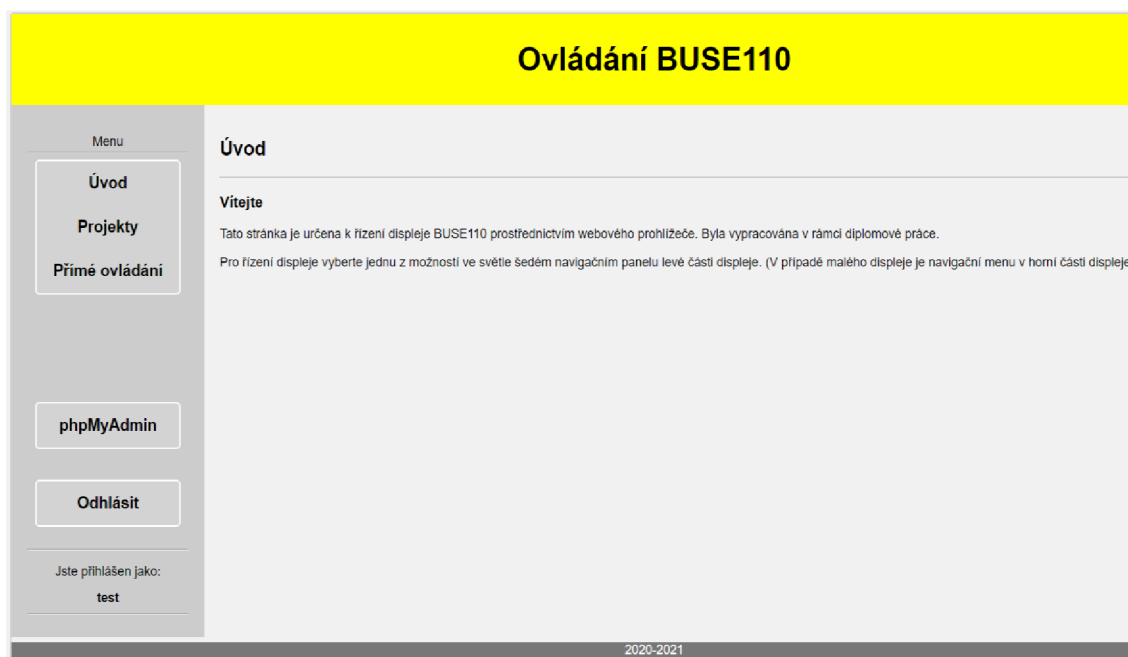 Ovládání BUSE110
Menu
Úvod
Projekty
Přímé ovládání
phpMyAdmin
Odhlásit
Jste přihlášen jako:
test
Úvod
Vítejte
Tato stránka je určena k řízení displeje BUSE110 prostřednictvím webového prohlížeče. Byla vypracována v rámci diplomové práce.
Pro řízení displeje vyberte jednu z možností ve světle šedém navigačním panelu levé části displeje. (V případě malého displeje je navigační menu v horní části displeje
2020-2021